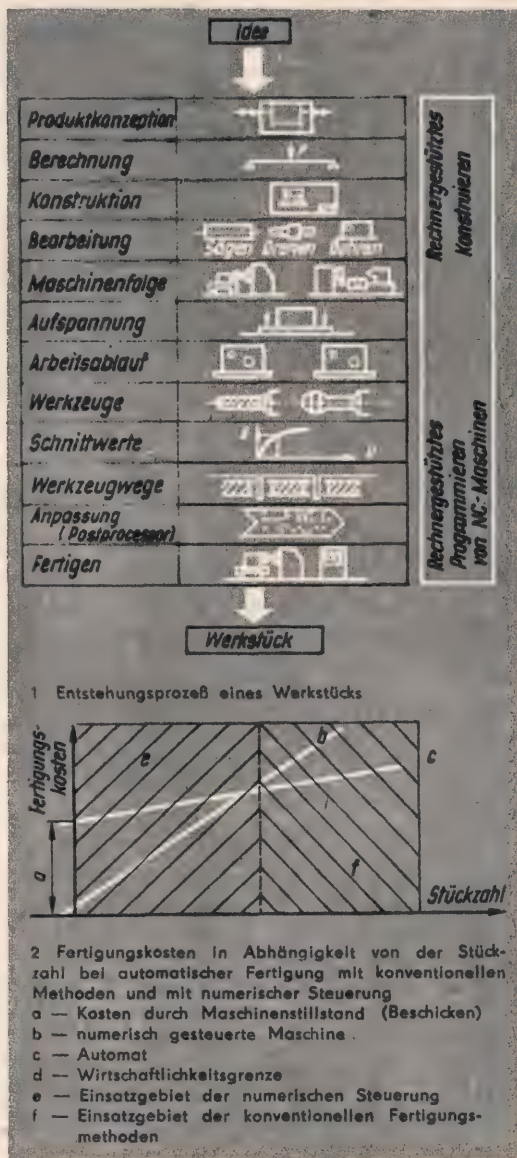 Idee
Produktkonzeption
Berechnung
Konstruktion
Bearbeitung
Sägen Drehen Bohren
Maschinenfolge
Aufspannung
Arbeitsablauf
Werkzeuge
Schnittwerte
Werkzeugwege
Anpassung
(Postprocessor)
Fertigen
Rechnergestütztes
Konstruieren
Rechnergestütztes
Programmieren
von NC-Maschinen
Werkstück
1 Entstehungsprozeß eines Werkstücks
Fertigungs-
kosten
a
e
b
c
f
Stückzahl
2 Fertigungskosten in Abhängigkeit von der Stück-
zahl bei automatischer Fertigung mit konventionellen
Methoden und mit numerischer Steuerung
a — Kosten durch Maschinenstillstand (Beschicken)
b — numerisch gesteuerte Maschine .
c — Automat
d — Wirtschaftlichkeitsgrenze
e — Einsatzgebiet der numerischen Steuerung
f — Einsatzgebiet der konventionellen Fertigungs-
methoden